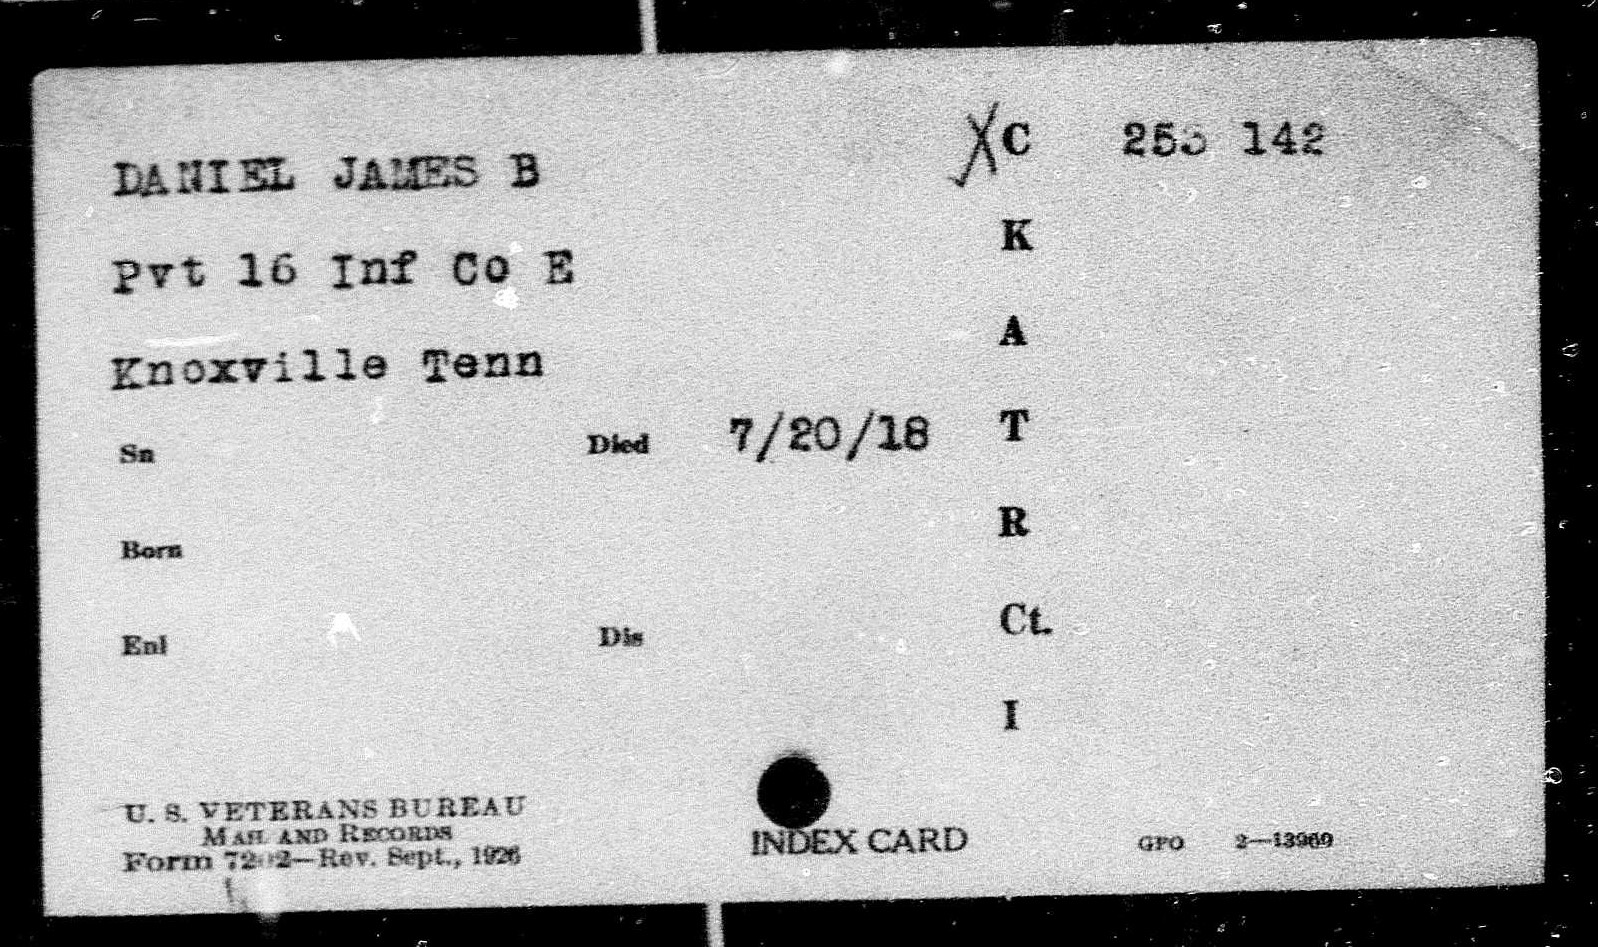 DANIEL JAMES B
XC 142
Pvt 16 Inf Co E
K
Knoxville Tenn
A
Sn
Died 7/20/18
T
Born
R
Enl
Dis
Ct.
I
U. S. VETERANS BUREAU
MAIL AND RECORDS
Form 7202—Rev. Sept., 1926
INDEX CARD
GPO 2—13969